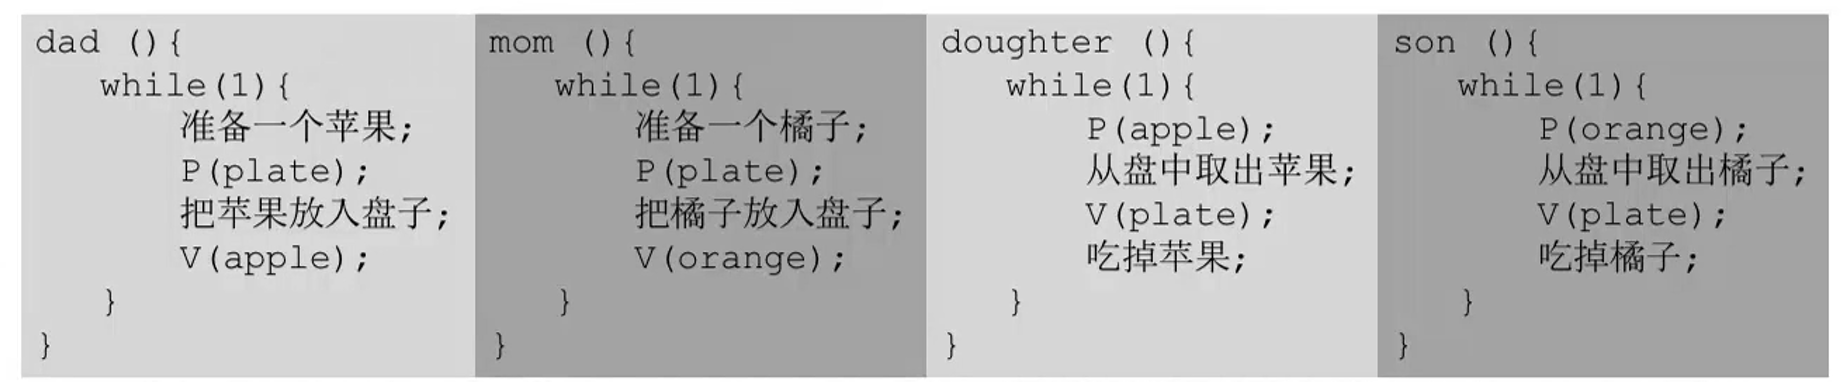 dad (){
while(1){
准备一个苹果;
P(plate);
把苹果放入盘子;
V(apple);
}
}
mom (){
while(1){
准备一个橘子;
P(plate);
把橘子放入盘子;
V(orange);
}
}
doughter (){
while(1){
P(apple);
从盘中取出苹果;
V(plate);
吃掉苹果;
}
}
son (){
while(1){
P(orange);
从盘中取出橘子;
V(plate);
吃掉橘子;
}
}